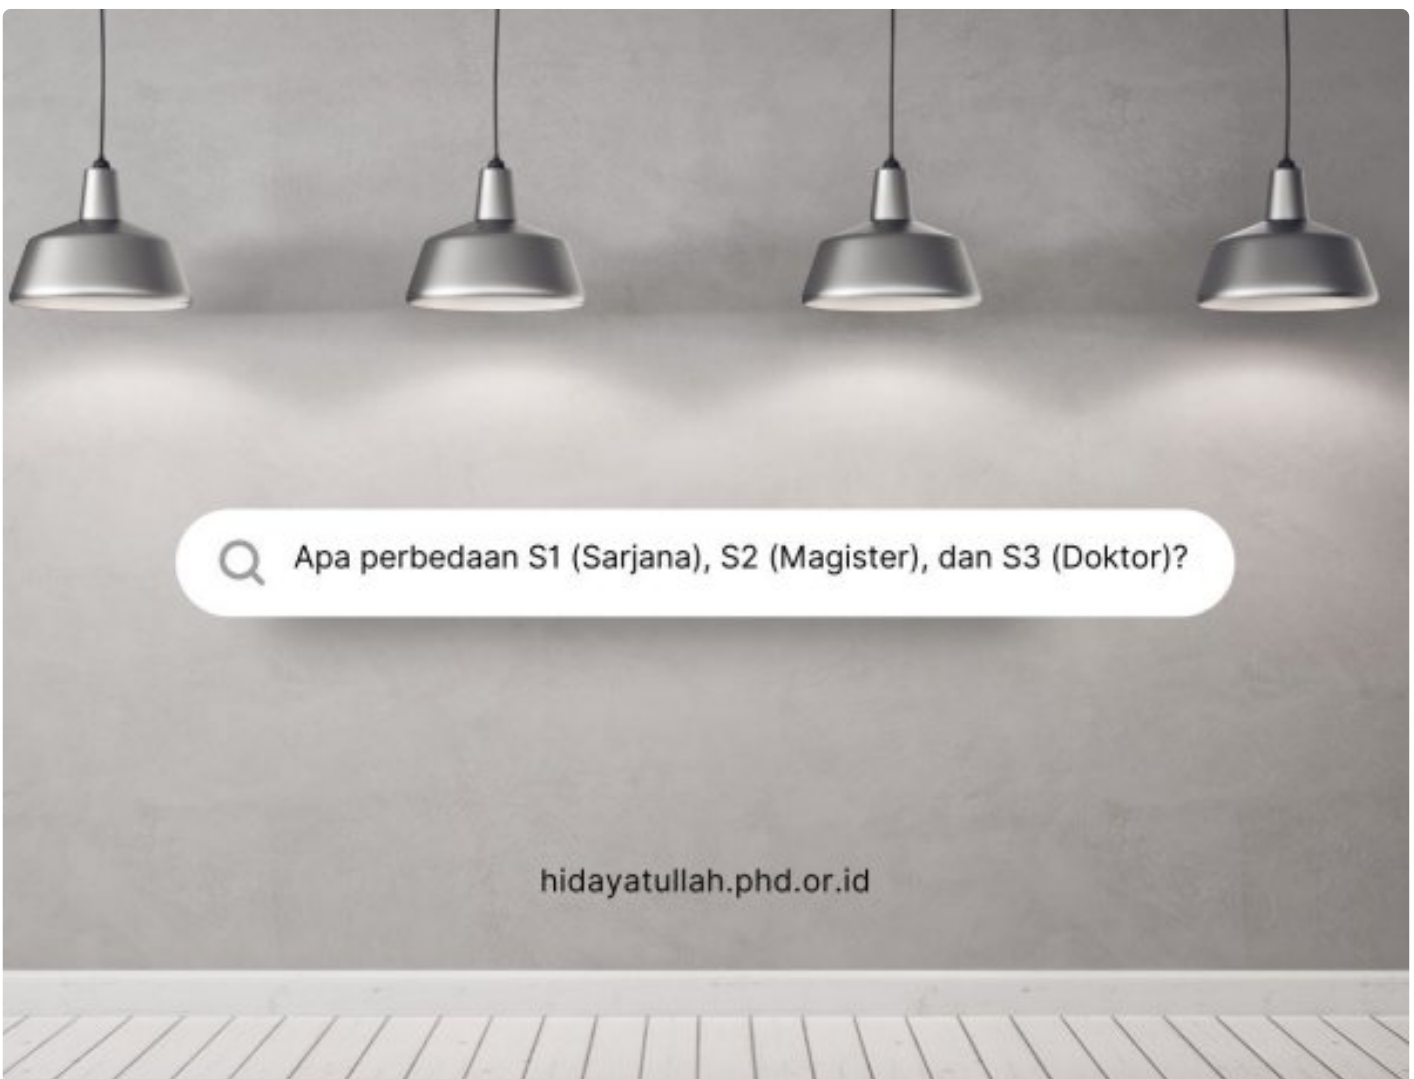 Apa perbedaan S1 (Sarjana), S2 (Magister), dan S3 (Doktor)?
hidayatullah.phd.or.id